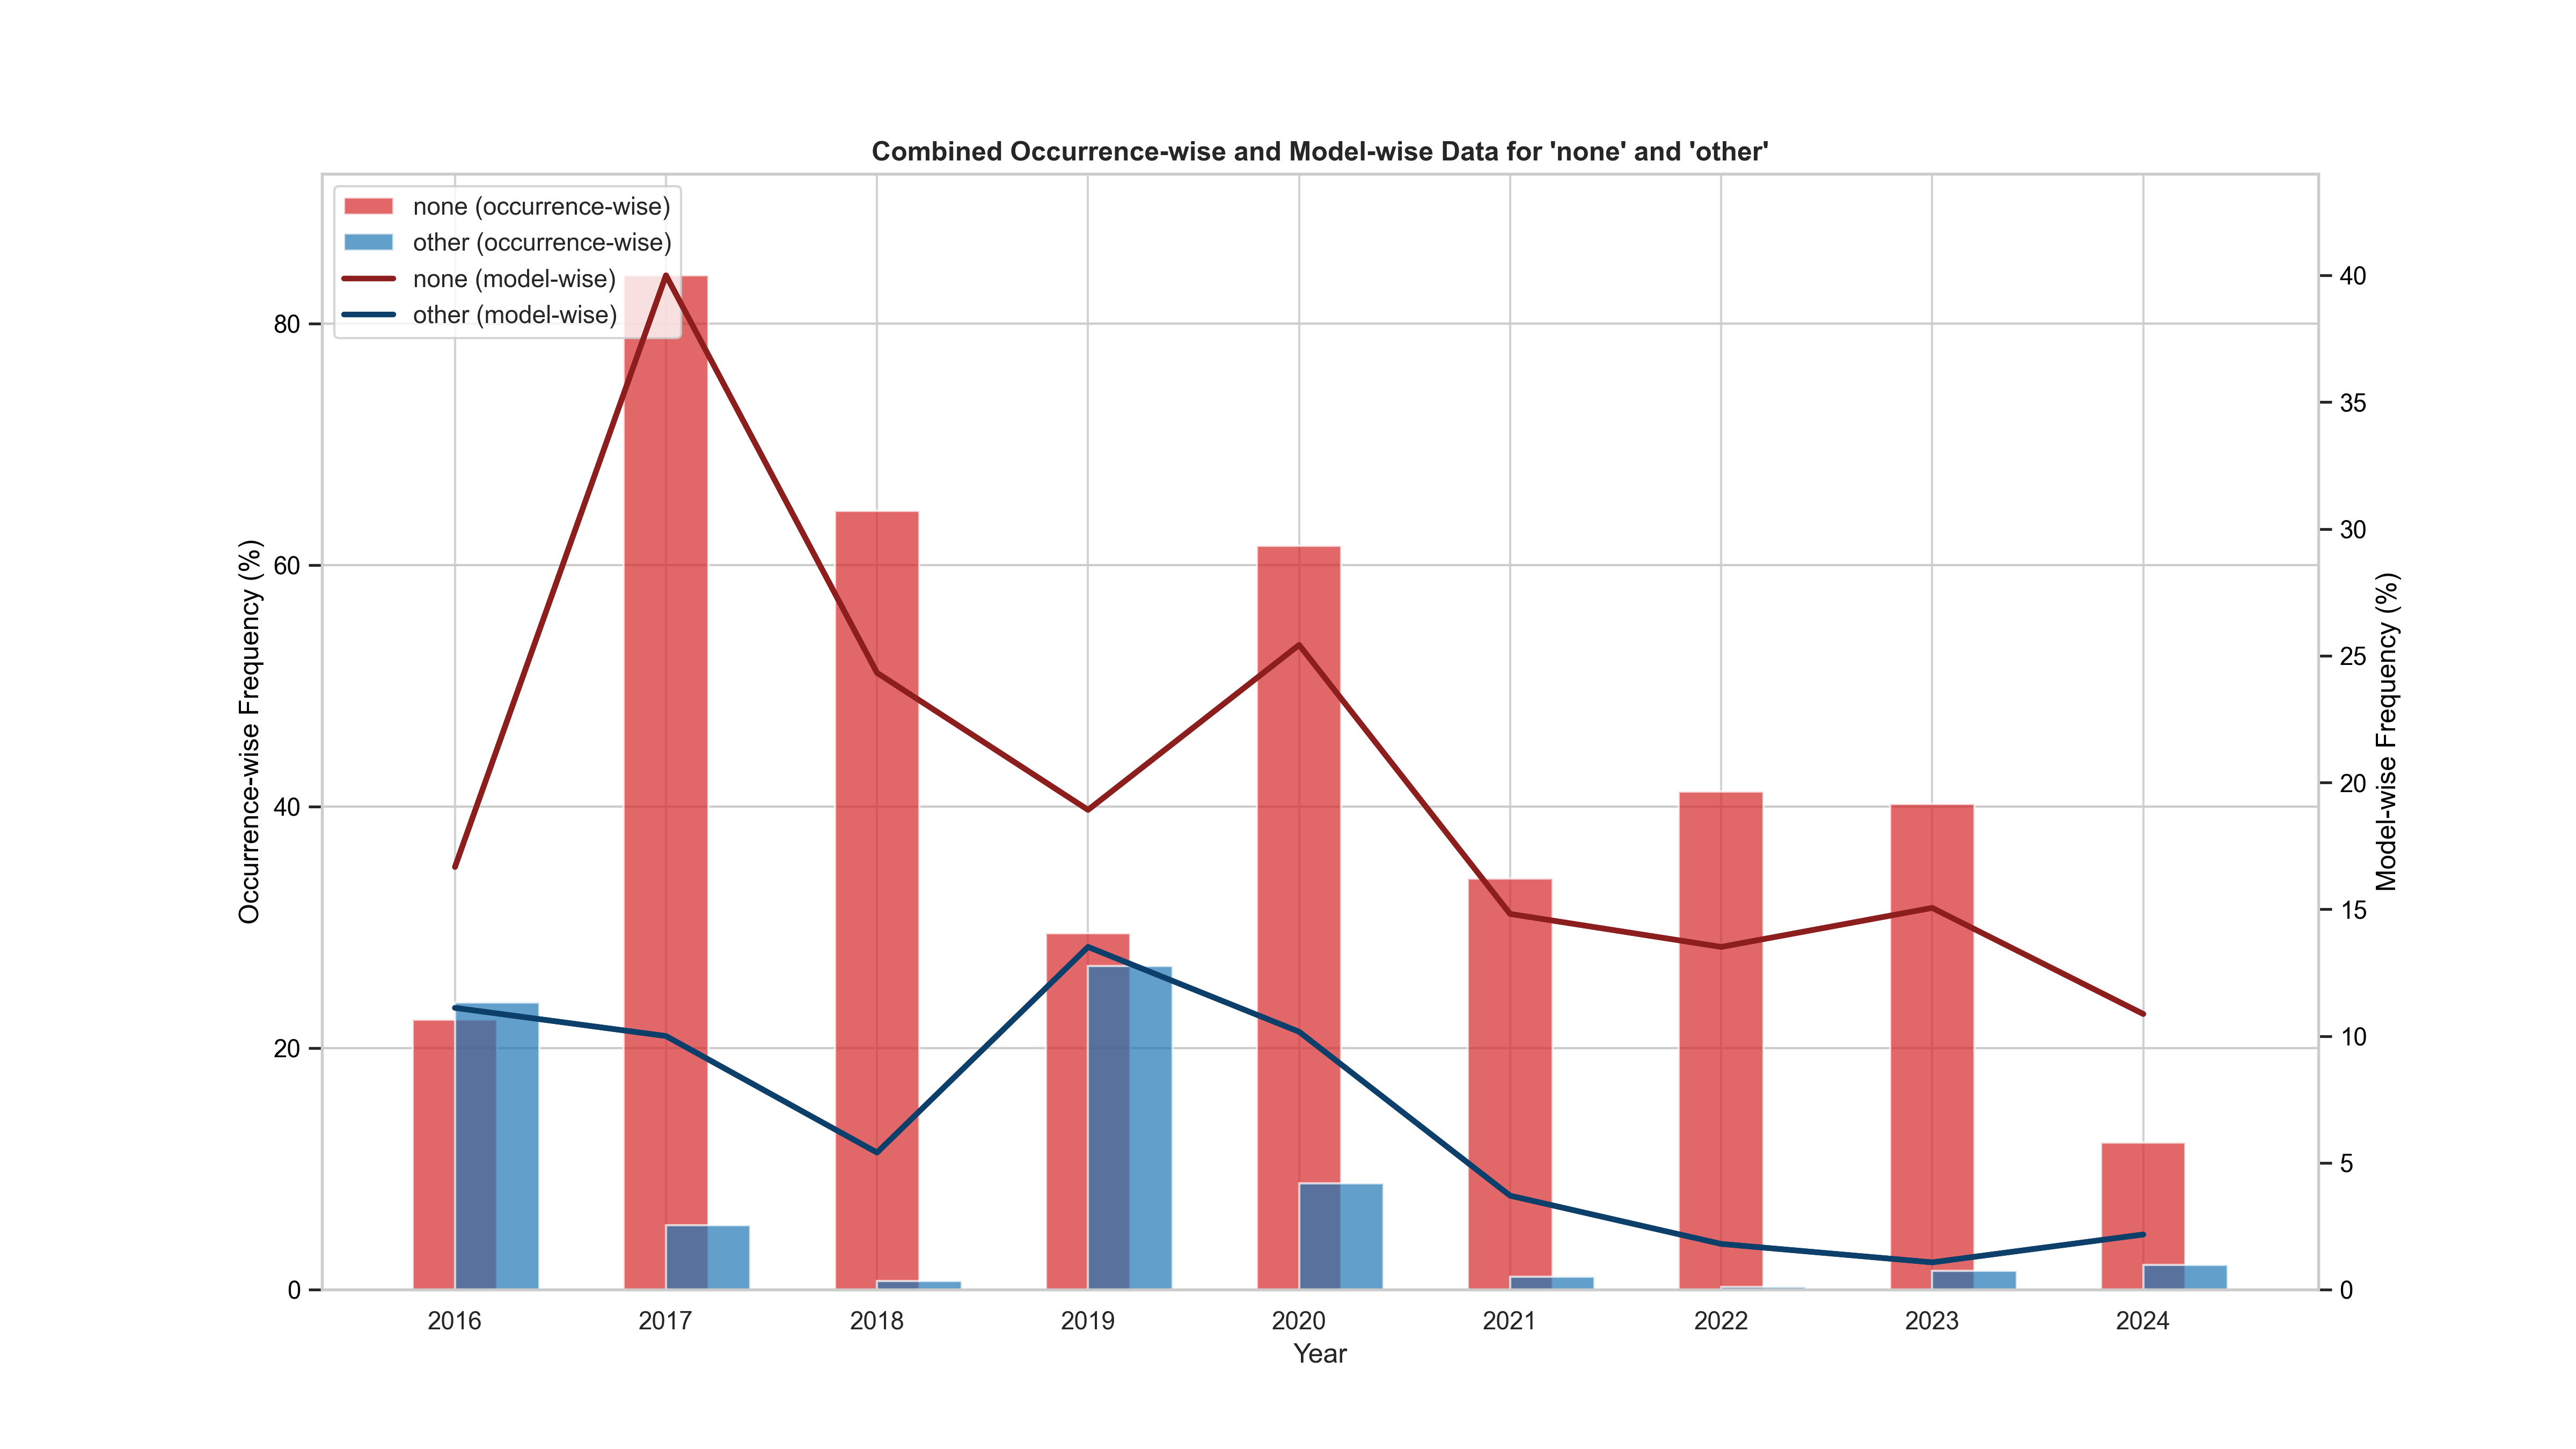 Combined Occurrence-wise and Model-wise Data for 'none' and 'other'
none (occurrence-wise)
other (occurrence-wise)
none (model-wise)
other (model-wise)
Occurrence-wise Frequency (%)
80
60
40
20
0
40
35
30
25
20
15
10
5
0
Model-wise Frequency (%)
2016 2017 2018 2019 2020 2021 2022 2023 2024
Year